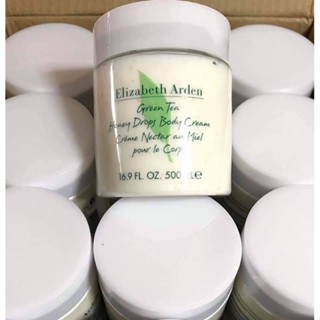 Elizabeth Arden
Green Tea
Honey Drops Body Cream
Crème Nectar au Miel
pour le Corps
16.9 FL. OZ. 500 ML℮